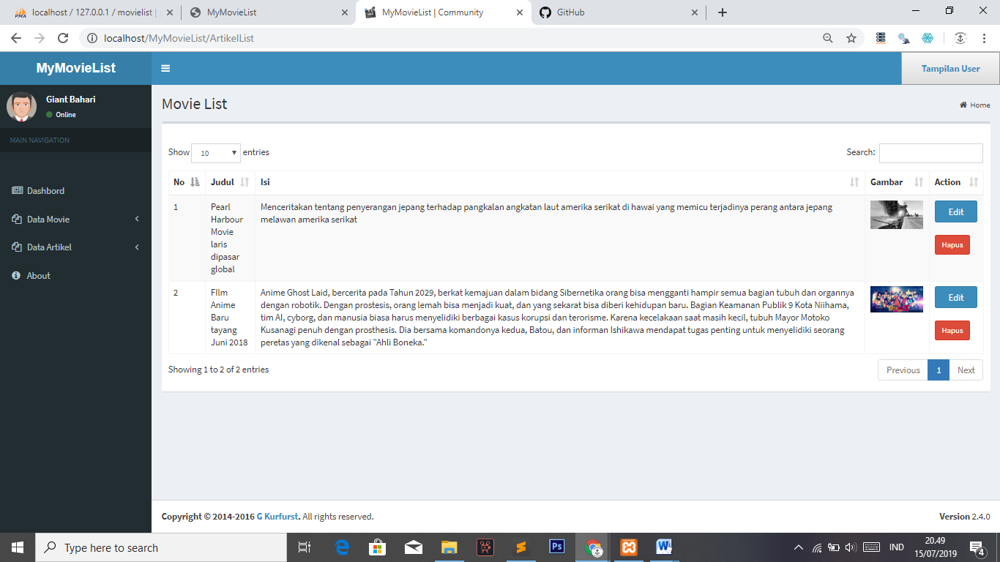 localhost / 127.0.0.1 / movielist |
MyMovieList
MyMovieList | Community
GitHub
localhost/MyMovieList/ArtikelList
MyMovieList
Tampilan User
Giant Bahari
Online
MAIN NAVIGATION
Dashbord
Data Movie
Data Artikel
About
Movie List
Home
Show 10 entries
Search:
No Judul Isi Gambar Action
1
Pearl
Harbour
Movie
laris
dipasar
global
Menceritakan tentang penyerangan jepang terhadap pangkalan angkatan laut amerika serikat di hawai yang memicu terjadinya perang antara jepang
melawan amerika serikat
Edit
Hapus
2
FIlm
Anime
Baru
tayang
Juni 2018
Anime Ghost Laid, bercerita pada Tahun 2029, berkat kemajuan dalam bidang Sibernetika orang bisa mengganti hampir semua bagian tubuh dan organnya
dengan robotik. Dengan prostesis, orang lemah bisa menjadi kuat, dan yang sekarat bisa diberi kehidupan baru. Bagian Keamanan Publik 9 Kota Niihama,
tim AI, cyborg, dan manusia biasa harus menyelidiki berbagai kasus korupsi dan terorisme. Karena kecelakaan saat masih kecil, tubuh Mayor Motoko
Kusanagi penuh dengan prosthesis. Dia bersama komandonya kedua, Batou, dan informan Ishikawa mendapat tugas penting untuk menyelidiki seorang
peretas yang dikenal sebagai "Ahli Boneka."
Edit
Hapus
Showing 1 to 2 of 2 entries
Previous 1 Next
Copyright © 2014-2016 G Kurfurst. All rights reserved.
Version 2.4.0
Type here to search
IND
20.49
15/07/2019
4